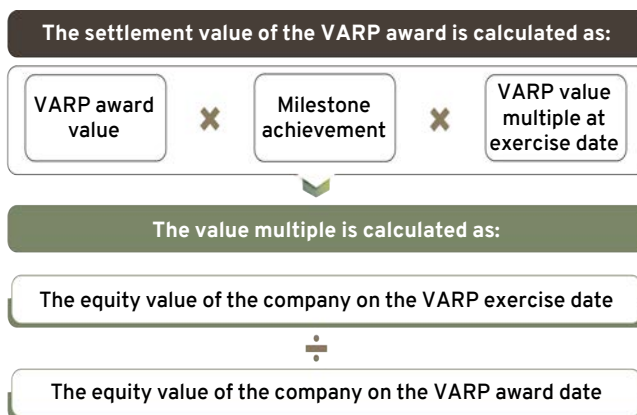 The settlement value of the VARP award is calculated as:
VARP award
value
×
Milestone
achievement
×
VARP value
multiple at
exercise date
The value multiple is calculated as:
The equity value of the company on the VARP exercise date
÷
The equity value of the company on the VARP award date